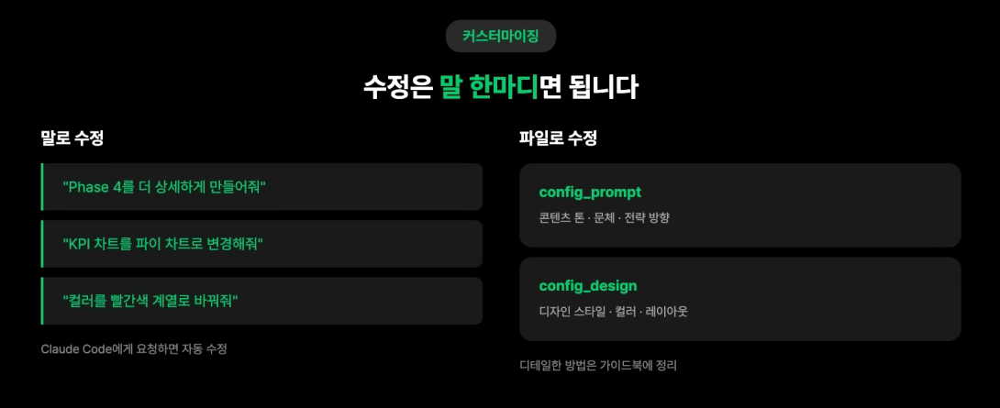 커스터마이징
수정은 말 한마디면 됩니다
말로 수정
"Phase 4를 더 상세하게 만들어줘"
"KPI 차트를 파이 차트로 변경해줘"
"컬러를 빨간색 계열로 바꿔줘"
Claude Code에게 요청하면 자동 수정
파일로 수정
config_prompt
콘텐츠 톤 · 문체 · 전략 방향
config_design
디자인 스타일 · 컬러 · 레이아웃
디테일한 방법은 가이드북에 정리